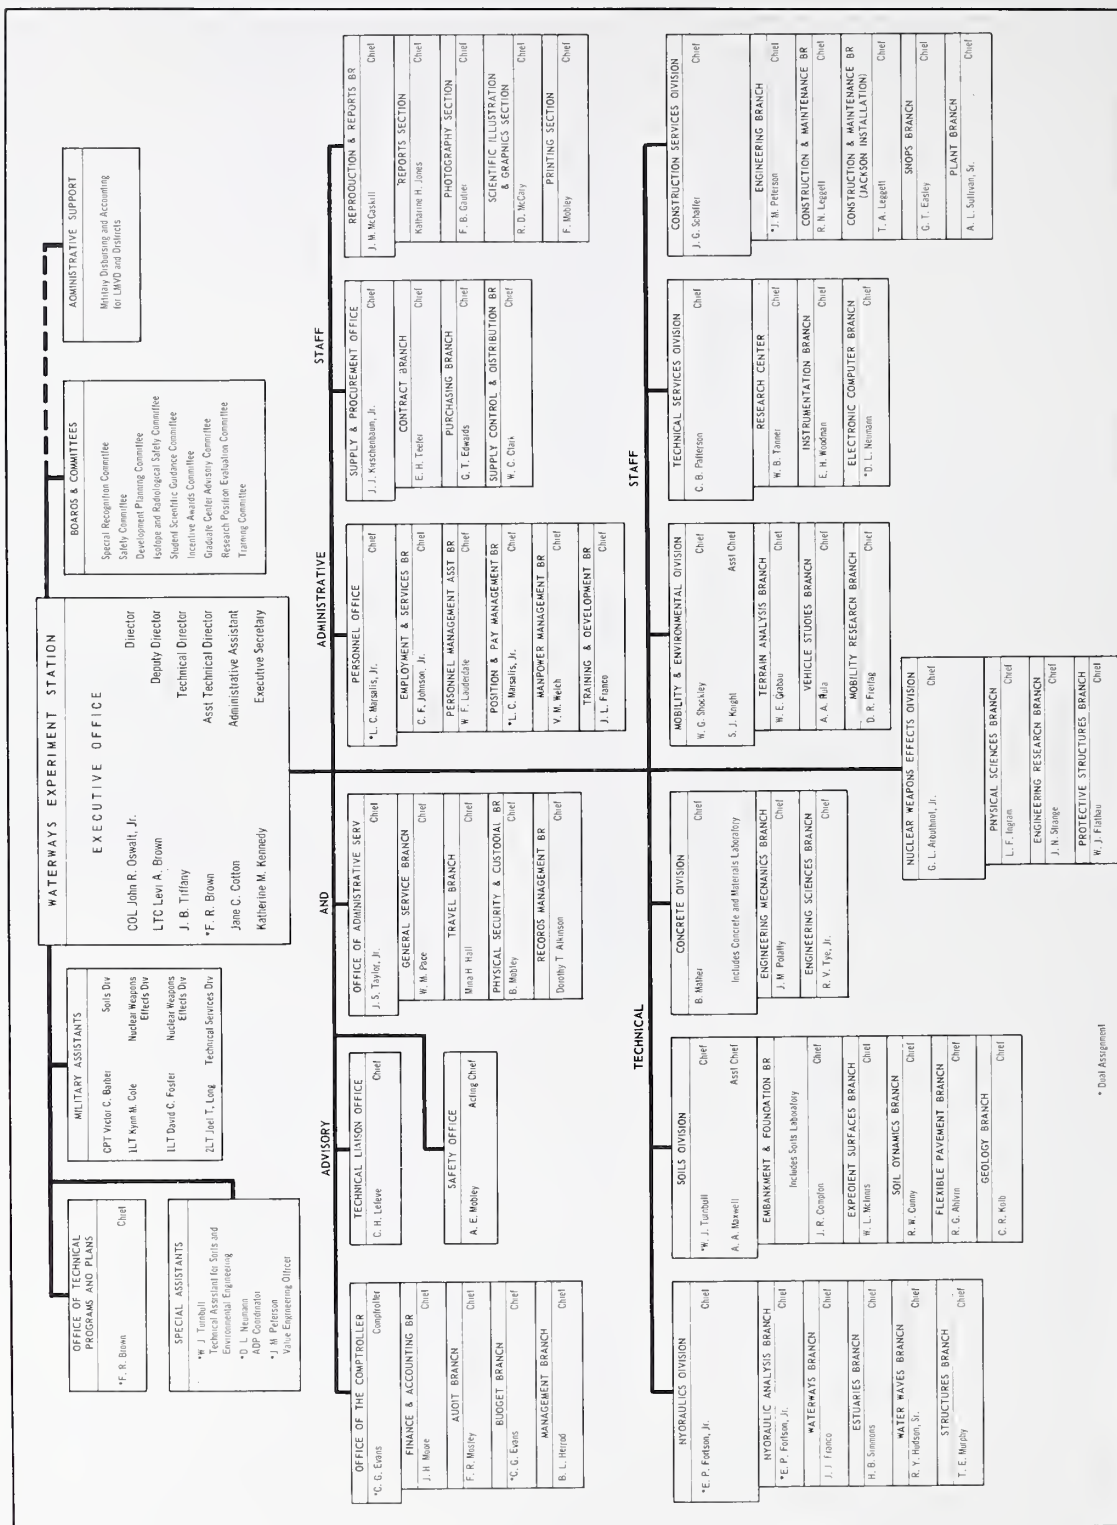 WATERWAYS EXPERIMENT STATION
EXECUTIVE OFFICE
COL John R. Oswalt, Jr. Director
LTC Levi A. Brown Deputy Director
J. B. Tiffany Technical Director
*F. R. Brown Asst Technical Director
Jane C. Cotton Administrative Assistant
Katherine M. Kennedy Executive Secretary
OFFICE OF TECHNICAL
PROGRAMS AND PLANS
*F. R. Brown Chief
SPECIAL ASSISTANTS
*W J Turnbull
Technical Assistant for Soils and
Environmental Engineering
*D L Neumann
ADP Coordinator
*J M Peterson
Value Engineering Officer
MILITARY ASSISTANTS
CPT Victor C. Barber Soils Div
1LT Kynn M. Cole Nuclear Weapons
Effects Div
1LT David C. Foster Nuclear Weapons
Effects Div
2LT Joel T. Long Technical Services Div
BOARDS & COMMITTEES
Special Recognition Committee
Safety Committee
Development Planning Committee
Isotope and Radiological Safety Committee
Student Scientific Guidance Committee
Incentive Awards Committee
Graduate Center Advisory Committee
Research Position Evaluation Committee
Training Committee
ADMINISTRATIVE SUPPORT
Military Disbursing and Accounting
for LMVD and Districts
ADVISORY AND ADMINISTRATIVE STAFF
OFFICE OF THE COMPTROLLER
*C. G. Evans Comptroller
FINANCE & ACCOUNTING BR
J. H Moore Chief
AUDIT BRANCH
F. R. Mosley Chief
BUDGET BRANCH
*C. G. Evans Chief
MANAGEMENT BRANCH
B. L. Herrod Chief
TECHNICAL LIAISON OFFICE
C. H. Leleve Chief
SAFETY OFFICE
A. E. Mobley Acting Chief
OFFICE OF ADMINISTRATIVE SERV
J. S. Taylor, Jr. Chief
GENERAL SERVICE BRANCH
W. M. Pace Chief
TRAVEL BRANCH
Mina H Hall Chief
PHYSICAL SECURITY & CUSTODIAL BR
B. Mobley Chief
RECORDS MANAGEMENT BR
Dorothy T Atkinson Chief
PERSONNEL OFFICE
*L. C. Marsalis, Jr. Chief
EMPLOYMENT & SERVICES BR
C. F. Johnson, Jr. Chief
PERSONNEL MANAGEMENT ASST BR
W F. Lauderdale Chief
POSITION & PAY MANAGEMENT BR
*L. C. Marsalis, Jr. Chief
MANPOWER MANAGEMENT BR
V. M. Welch Chief
TRAINING & DEVELOPMENT BR
J. L. Franco Chief
SUPPLY & PROCUREMENT OFFICE
J. J. Kirschenbaum, Jr. Chief
CONTRACT BRANCH
E. H. Teeter Chief
PURCHASING BRANCH
G. T. Edwards Chief
SUPPLY CONTROL & DISTRIBUTION BR
W. C. Clark Chief
REPRODUCTION & REPORTS BR
J. M. McCaskill Chief
REPORTS SECTION
Katharine H. Jones Chief
PHOTOGRAPHY SECTION
F. B. Gautier Chief
SCIENTIFIC ILLUSTRATION
& GRAPHICS SECTION
R. D. McCary Chief
PRINTING SECTION
F. Mobley Chief
TECHNICAL STAFF
HYDRAULICS DIVISION
*E. P. Fortson, Jr. Chief
HYDRAULIC ANALYSIS BRANCH
*E. P. Fortson, Jr. Chief
WATERWAYS BRANCH
J. J Franco Chief
ESTUARIES BRANCH
H. B. Simmons Chief
WATER WAVES BRANCH
R. Y. Hudson, Sr. Chief
STRUCTURES BRANCH
T. E. Murphy Chief
SOILS DIVISION
*W. J. Turnbull Chief
A. A. Maxwell Asst Chief
EMBANKMENT & FOUNDATION BR
Includes Soils Laboratory
J. R. Compton Chief
EXPEDIENT SURFACES BRANCH
W. L. McInnis Chief
SOIL DYNAMICS BRANCH
R. W. Cunny Chief
FLEXIBLE PAVEMENT BRANCH
R. G. Ahlvin Chief
GEOLOGY BRANCH
C. R. Kolb Chief
CONCRETE DIVISION
B. Mather Chief
Includes Concrete and Materials Laboratory
ENGINEERING MECHANICS BRANCH
J. M Polatty Chief
ENGINEERING SCIENCES BRANCH
R. V. Tye, Jr. Chief
MOBILITY & ENVIRONMENTAL DIVISION
W. G. Shockley Chief
S. J. Knight Asst Chief
TERRAIN ANALYSIS BRANCH
W. E. Grabau Chief
VEHICLE STUDIES BRANCH
A. A. Rula Chief
MOBILITY RESEARCH BRANCH
D. R. Freitag Chief
TECHNICAL SERVICES DIVISION
C. B. Patterson Chief
RESEARCH CENTER
W. B. Tanner Chief
INSTRUMENTATION BRANCH
E. H. Woodman Chief
ELECTRONIC COMPUTER BRANCH
*D. L. Neumann Chief
CONSTRUCTION SERVICES DIVISION
J. G. Schaffer Chief
ENGINEERING BRANCH
*J. M. Peterson Chief
CONSTRUCTION & MAINTENANCE BR
R. N. Leggett Chief
CONSTRUCTION & MAINTENANCE BR
(JACKSON INSTALLATION)
T. A. Leggett Chief
SHOPS BRANCH
G. T. Easley Chief
PLANT BRANCH
A. L. Sullivan, Sr. Chief
NUCLEAR WEAPONS EFFECTS DIVISION
G. L. Arbuthnot, Jr. Chief
PHYSICAL SCIENCES BRANCH
L. F. Ingram Chief
ENGINEERING RESEARCH BRANCH
J. N. Strange Chief
PROTECTIVE STRUCTURES BRANCH
W. J. Flathau Chief
* Dual Assignment